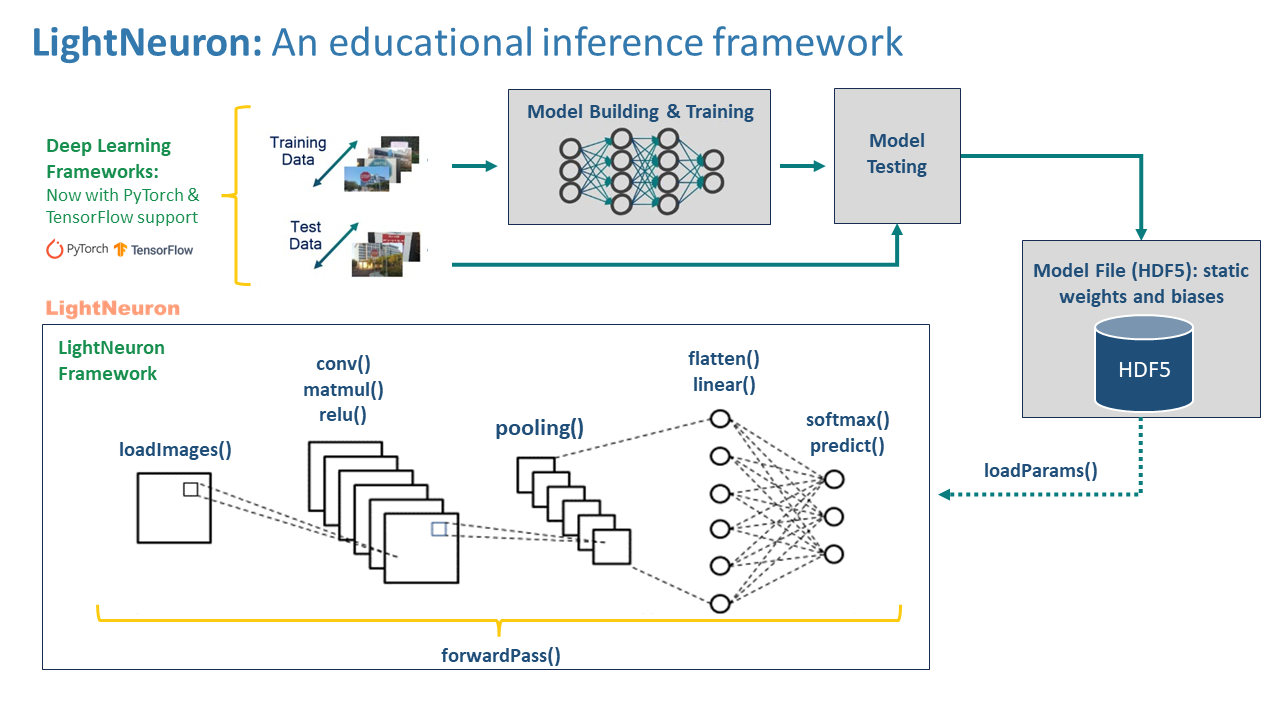 LightNeuron: An educational inference framework
Deep Learning
Frameworks:
Now with PyTorch &
TensorFlow support
PyTorch
TensorFlow
Training
Data
Test
Data
Model Building & Training
Model
Testing
Model File (HDF5): static
weights and biases
HDF5
loadParams()
LightNeuron
LightNeuron
Framework
loadImages()
conv()
matmul()
relu()
pooling()
flatten()
linear()
softmax()
predict()
forwardPass()